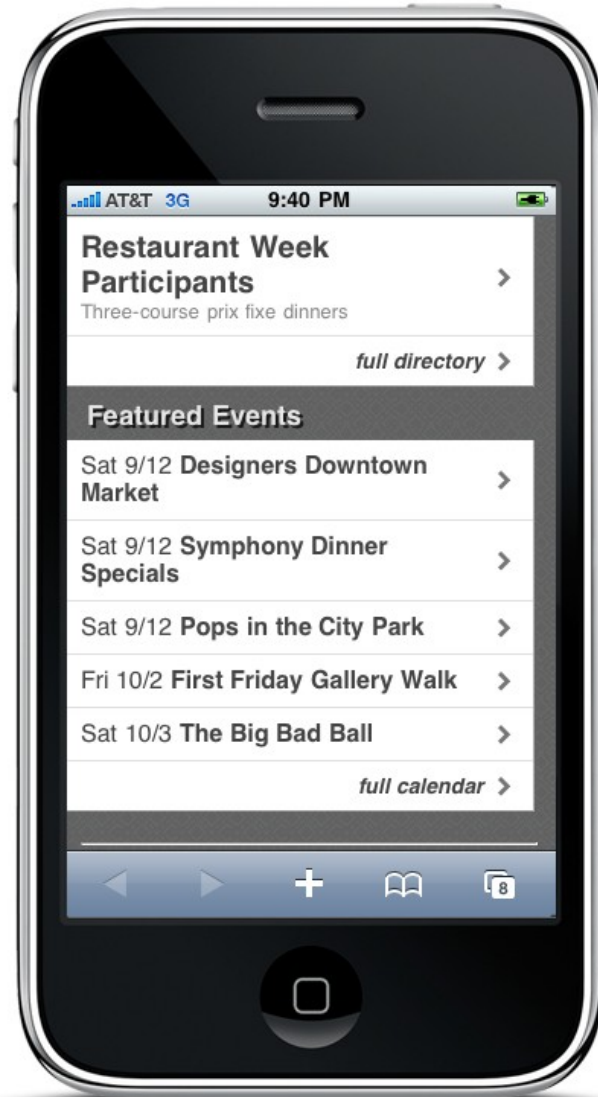 AT&T 3G 9:40 PM
Restaurant Week
Participants
Three-course prix fixe dinners
full directory
Featured Events
Sat 9/12 Designers Downtown
Market
Sat 9/12 Symphony Dinner
Specials
Sat 9/12 Pops in the City Park
Fri 10/2 First Friday Gallery Walk
Sat 10/3 The Big Bad Ball
full calendar
8